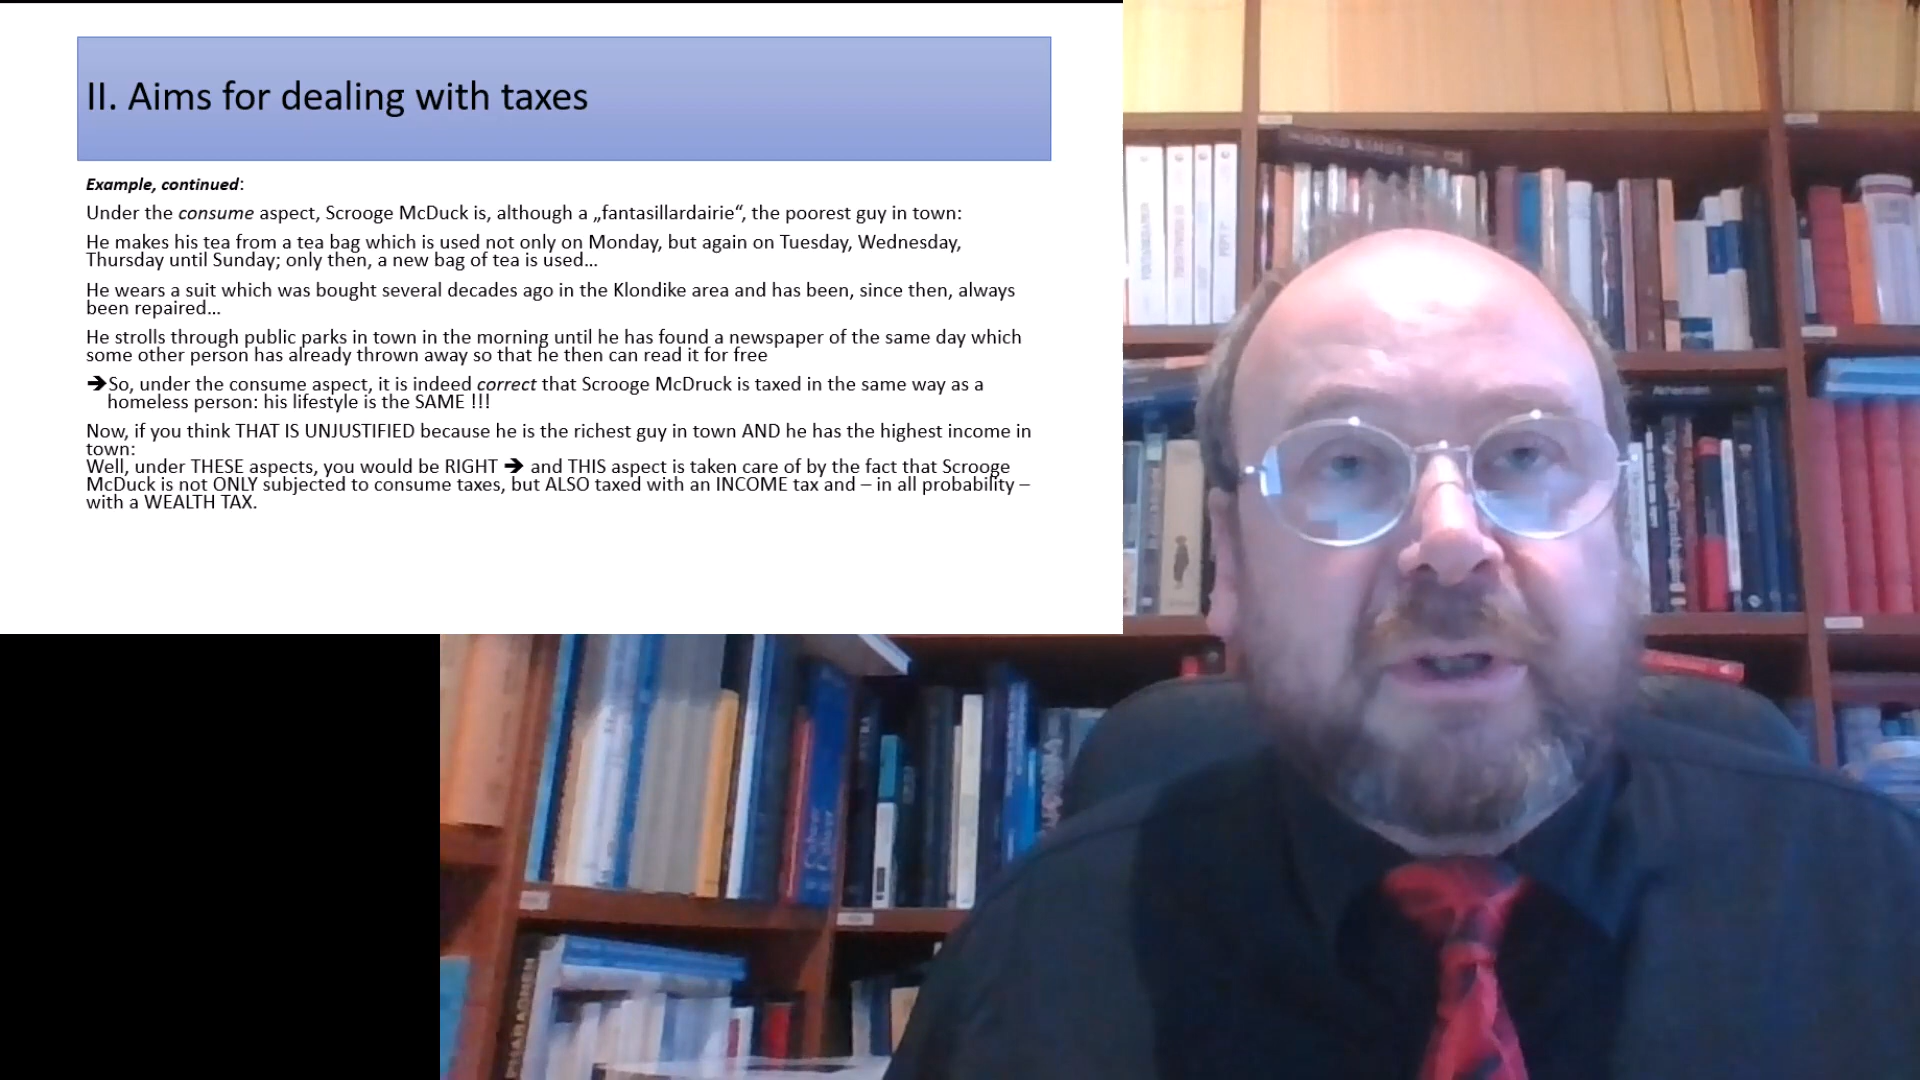 II. Aims for dealing with taxes
Example, continued:
Under the consume aspect, Scrooge McDuck is, although a „fantasillardairie“, the poorest guy in town:
He makes his tea from a tea bag which is used not only on Monday, but again on Tuesday, Wednesday,
Thursday until Sunday; only then, a new bag of tea is used...
He wears a suit which was bought several decades ago in the Klondike area and has been, since then, always
been repaired...
He strolls through public parks in town in the morning until he has found a newspaper of the same day which
some other person has already thrown away so that he then can read it for free
➔So, under the consume aspect, it is indeed correct that Scrooge McDruck is taxed in the same way as a
homeless person: his lifestyle is the SAME !!!
Now, if you think THAT IS UNJUSTIFIED because he is the richest guy in town AND he has the highest income in
town:
Well, under THESE aspects, you would be RIGHT ➔ and THIS aspect is taken care of by the fact that Scrooge
McDuck is not ONLY subjected to consume taxes, but ALSO taxed with an INCOME tax and – in all probability –
with a WEALTH TAX.